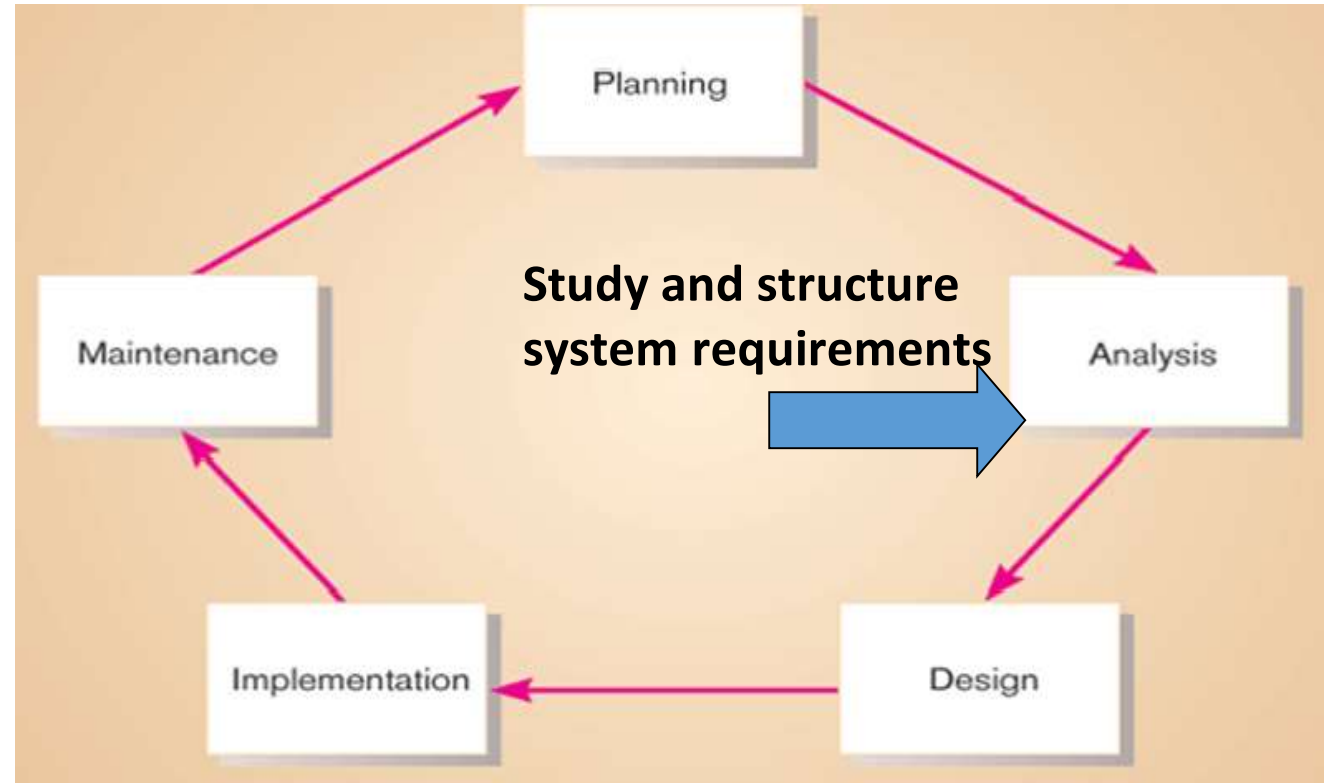 Planning
Study and structure
system requirements
Maintenance
Analysis
Implementation
Design